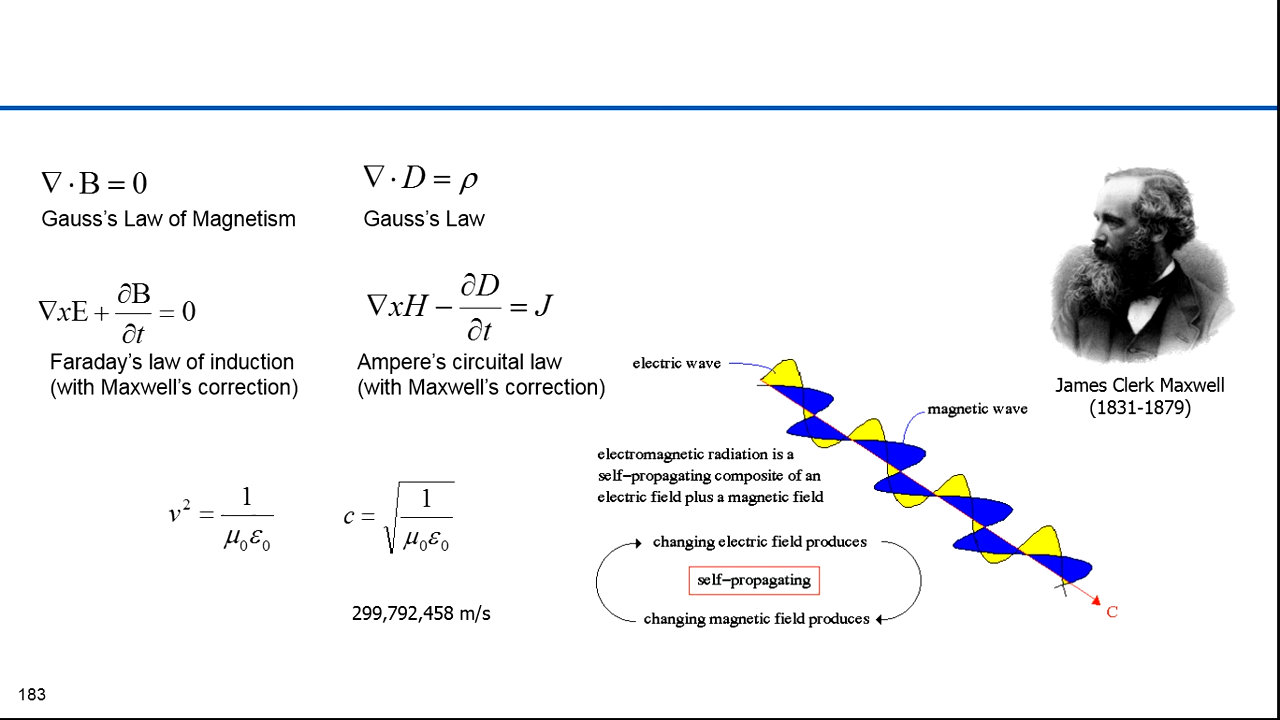 ∇·B = 0
Gauss's Law of Magnetism
∇·D = ρ
Gauss's Law
∇xE + ∂B/∂t = 0
Faraday's law of induction
(with Maxwell's correction)
∇xH − ∂D/∂t = J
Ampere's circuital law
(with Maxwell's correction)
v² = 1/μ₀ε₀
c = √(1/μ₀ε₀)
299,792,458 m/s
electric wave
magnetic wave
electromagnetic radiation is a
self-propagating composite of an
electric field plus a magnetic field
changing electric field produces
self-propagating
changing magnetic field produces
C
James Clerk Maxwell
(1831-1879)
183